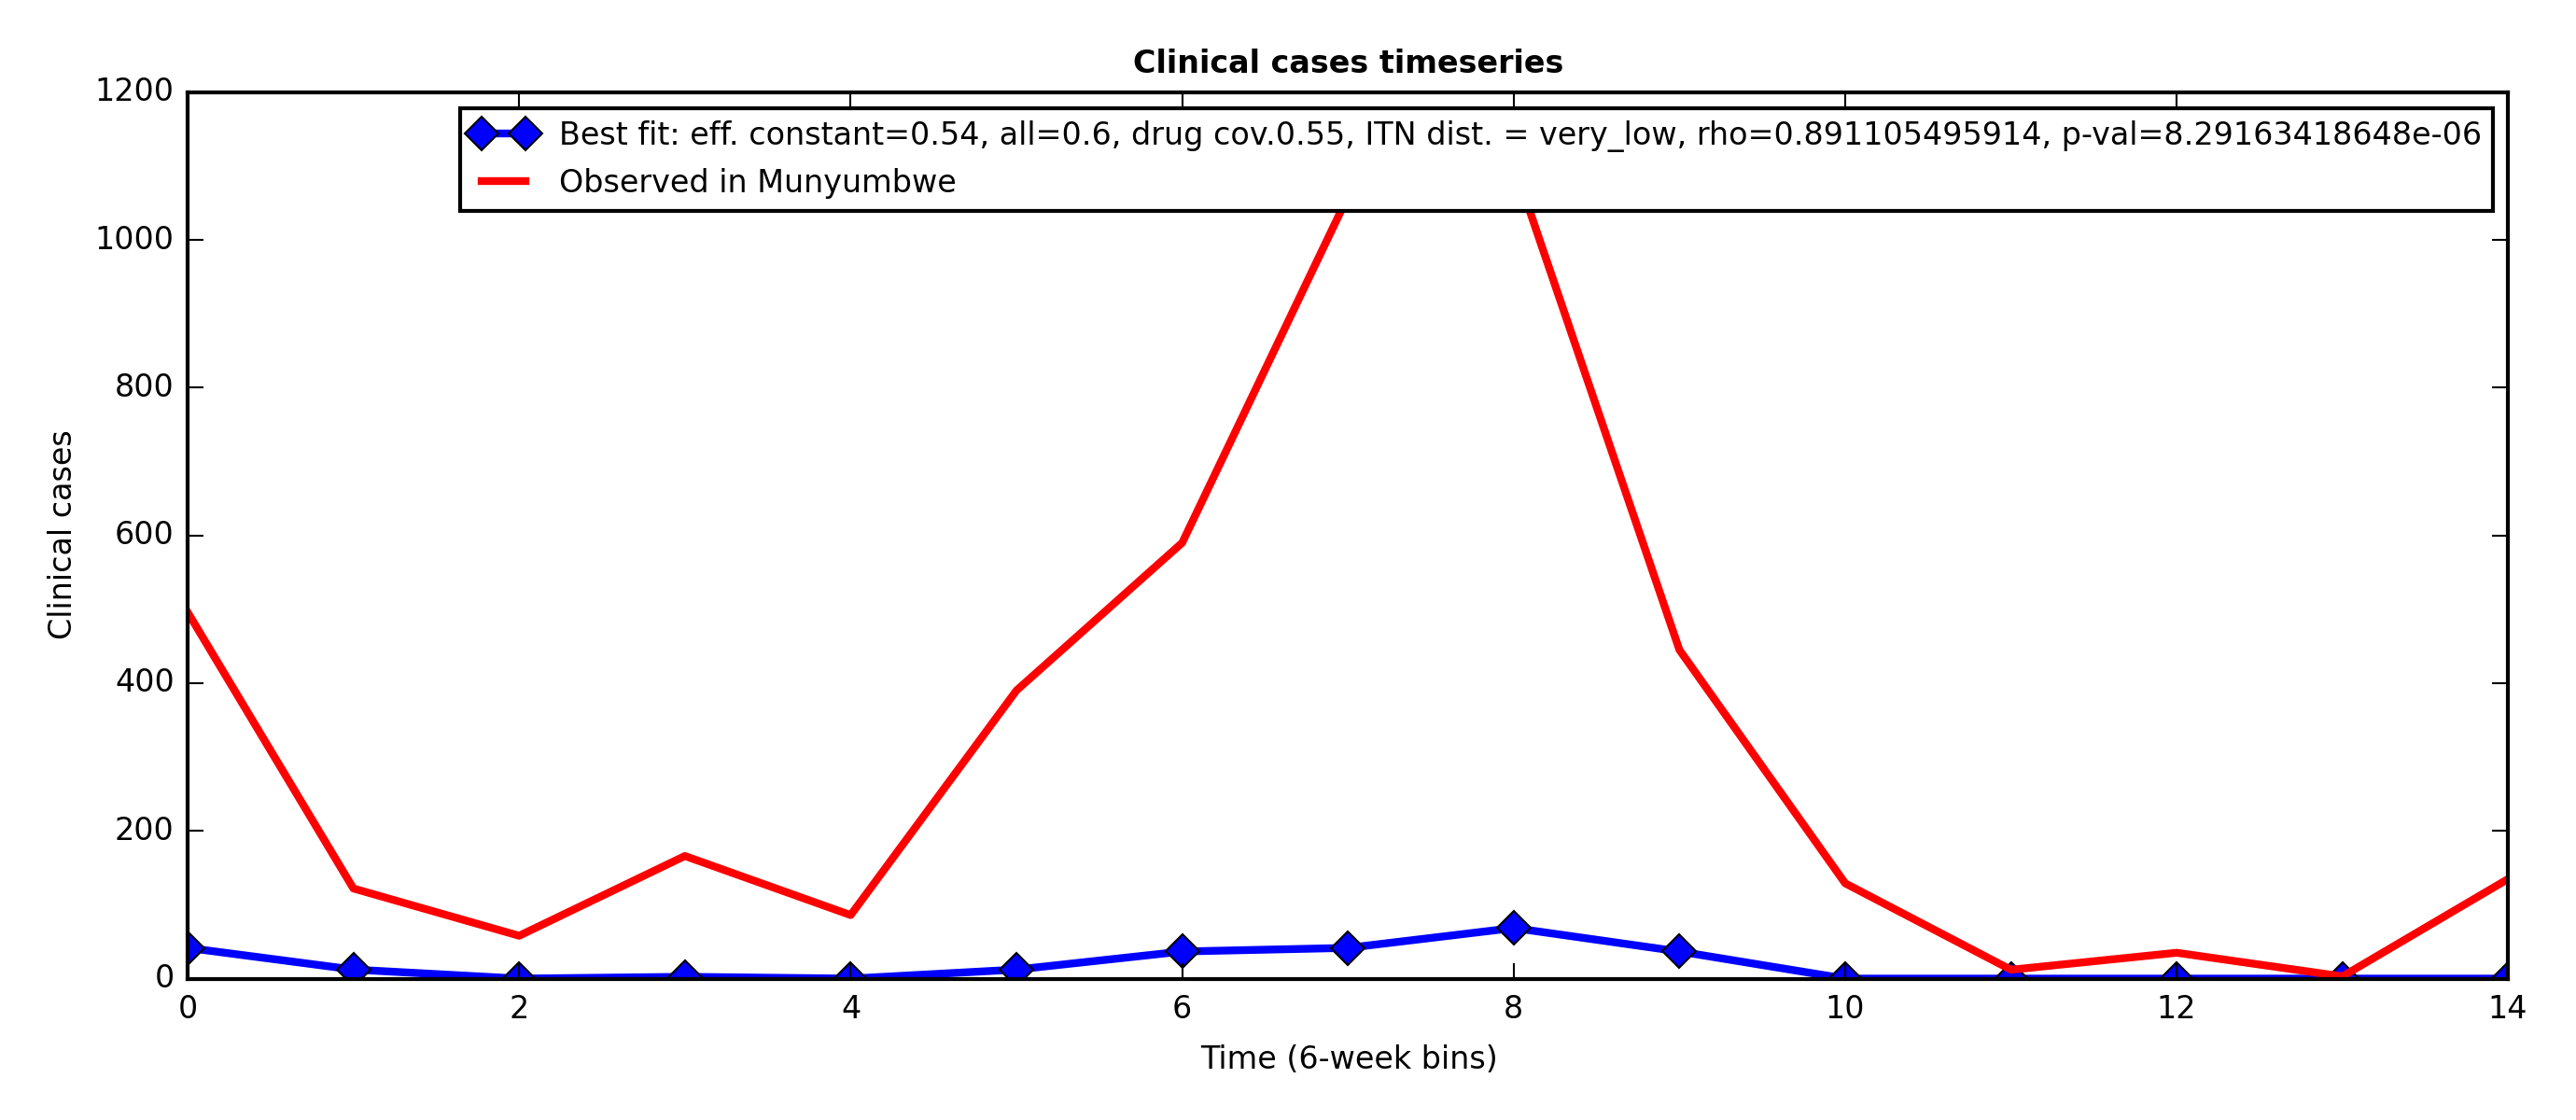 Clinical cases timeseries
Best fit: eff. constant=0.54, all=0.6, drug cov.0.55, ITN dist. = very_low, rho=0.891105495914, p-val=8.29163418648e-06
Observed in Munyumbwe
1200
1000
800
600
400
200
0
Clinical cases
0 2 4 6 8 10 12 14
Time (6-week bins)